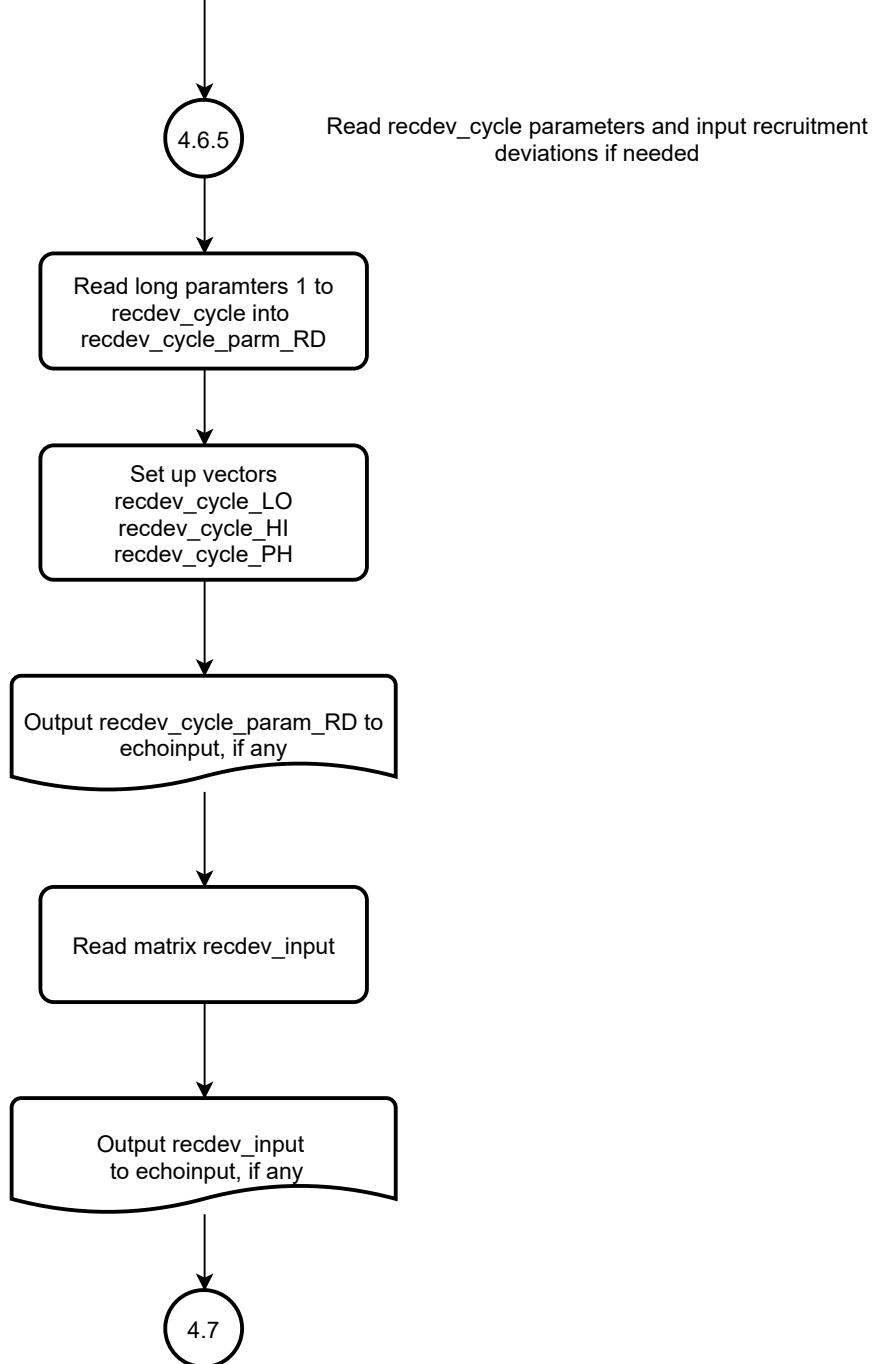 4.6.5
Read recdev_cycle parameters and input recruitment
deviations if needed
Read long paramters 1 to
recdev_cycle into
recdev_cycle_parm_RD
Set up vectors
recdev_cycle_LO
recdev_cycle_HI
recdev_cycle_PH
Output recdev_cycle_param_RD to
echoinput, if any
Read matrix recdev_input
Output recdev_input
to echoinput, if any
4.7